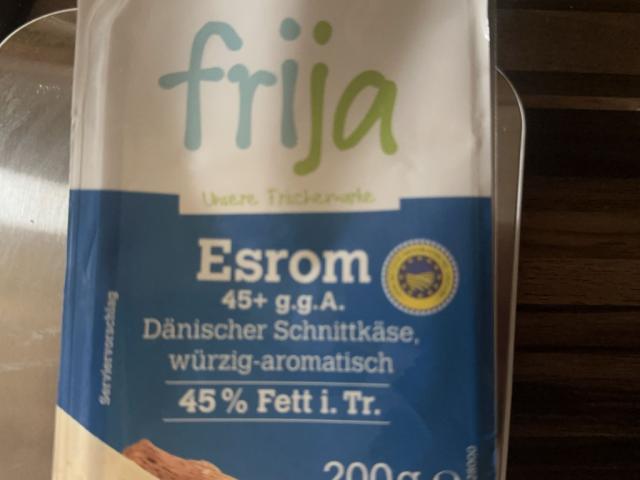 frija
Unsere Frischemarke
Esrom
45+ g.g.A.
Dänischer Schnittkäse,
würzig-aromatisch
45 % Fett i. Tr.
Serviervorschlag
200g ℮